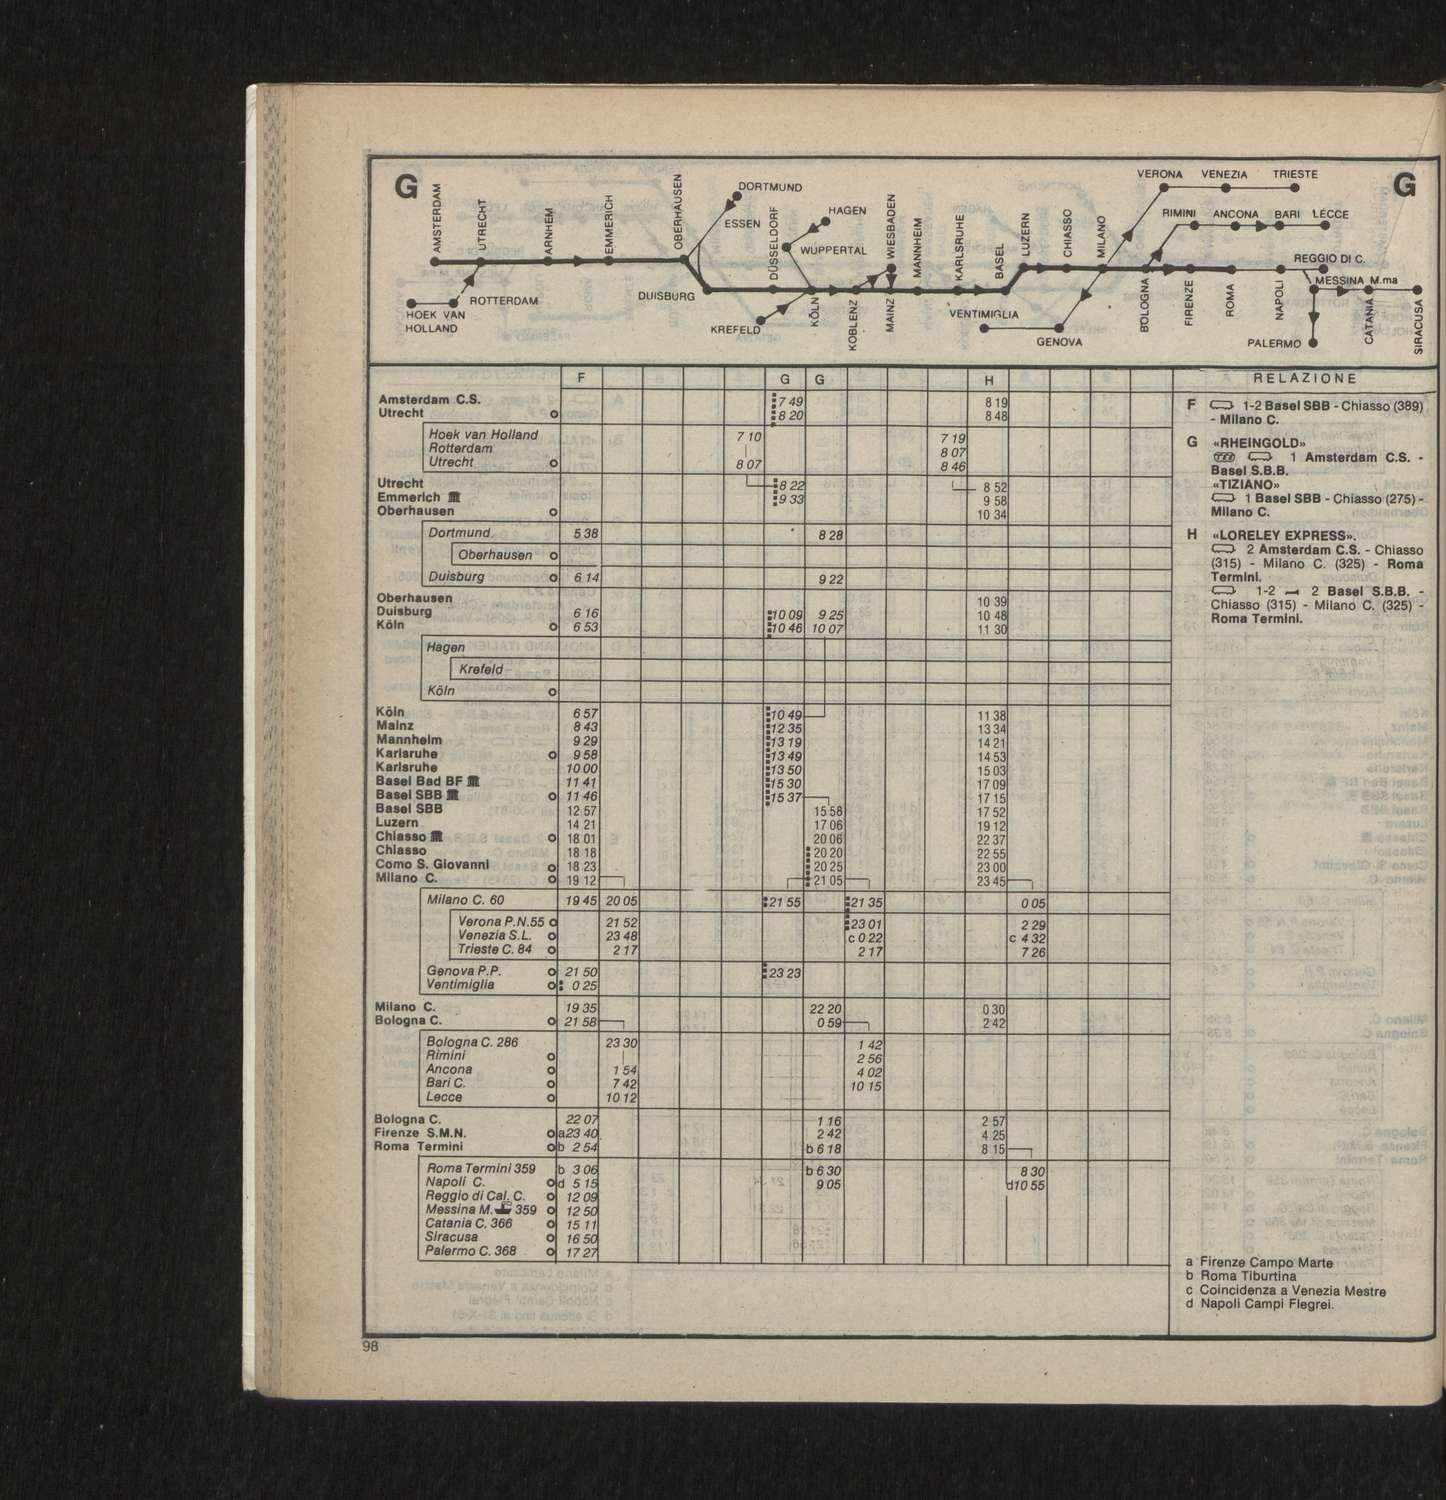 G
AMSTERDAM
UTRECHT
ARNHEM
EMMERICH
OBERHAUSEN
DORTMUND
ESSEN
DÜSSELDORF
HAGEN
WUPPERTAL
WIESBADEN
MANNHEIM
KARLSRUHE
BASEL
LUZERN
CHIASSO
MILANO
VERONA VENEZIA TRIESTE
RIMINI ANCONA BARI LECCE
REGGIO DI C.
MESSINA M.ma
G
HOEK VAN
HOLLAND
ROTTERDAM
DUISBURG
KREFELD
KÖLN
KOBLENZ
MAINZ
VENTIMIGLIA
GENOVA
BOLOGNA
FIRENZE
ROMA
NAPOLI
PALERMO
CATANIA
SIRACUSA
F G G H RELAZIONE
Amsterdam C.S. 7 49 8 19
Utrecht 8 20 8 48
Hoek van Holland 7 10 7 19
Rotterdam | 8 07
Utrecht 8 07 8 46
Utrecht 8 22 8 52
Emmerich 9 33 9 58
Oberhausen 10 34
Dortmund 5 38 8 28
Oberhausen
Duisburg 6 14 9 22
Oberhausen 10 39
Duisburg 6 16 10 09 9 25 10 48
Köln 6 53 10 46 10 07 11 30
Hagen
Krefeld
Köln
Köln 6 57 10 49 11 38
Mainz 8 43 12 35 13 34
Mannheim 9 29 13 19 14 21
Karlsruhe 9 58 13 49 14 53
Karlsruhe 10 00 13 50 15 03
Basel Bad BF 11 41 15 30 17 09
Basel SBB 11 46 15 37 17 15
Basel SBB 12 57 15 58 17 52
Luzern 14 21 17 06 19 12
Chiasso 18 01 20 06 22 37
Chiasso 18 18 20 20 22 55
Como S. Giovanni 18 23 20 25 23 00
Milano C. 19 12 21 05 23 45
Milano C. 60 19 45 20 05 21 55 21 35 0 05
Verona P.N.55 21 52 23 01 2 29
Venezia S.L. 23 48 c 0 22 c 4 32
Trieste C. 84 2 17 2 17 7 26
Genova P.P. 21 50 23 23
Ventimiglia 0 25
Milano C. 19 35 22 20 0 30
Bologna C. 21 58 0 59 2 42
Bologna C. 286 23 30 1 42
Rimini | 2 56
Ancona 1 54 4 02
Bari C. 7 42 10 15
Lecce 10 12
Bologna C. 22 07 1 16 2 57
Firenze S.M.N. a23 40 2 42 4 25
Roma Termini b 2 54 b 6 18 8 15
Roma Termini 359 b 3 06 b 6 30 8 30
Napoli C. d 5 15 9 05 d10 55
Reggio di Cal. C. 12 09
Messina M. 359 12 50
Catania C. 366 15 11
Siracusa 16 50
Palermo C. 368 17 27
F 1-2 Basel SBB - Chiasso (389)
- Milano C.
G «RHEINGOLD»
1 Amsterdam C.S. -
Basel S.B.B.
«TIZIANO»
1 Basel SBB - Chiasso (275) -
Milano C.
H «LORELEY EXPRESS».
2 Amsterdam C.S. - Chiasso
(315) - Milano C. (325) - Roma
Termini.
1-2 2 Basel S.B.B. -
Chiasso (315) - Milano C. (325) -
Roma Termini.
a Firenze Campo Marte
b Roma Tiburtina
c Coincidenza a Venezia Mestre
d Napoli Campi Flegrei.
98